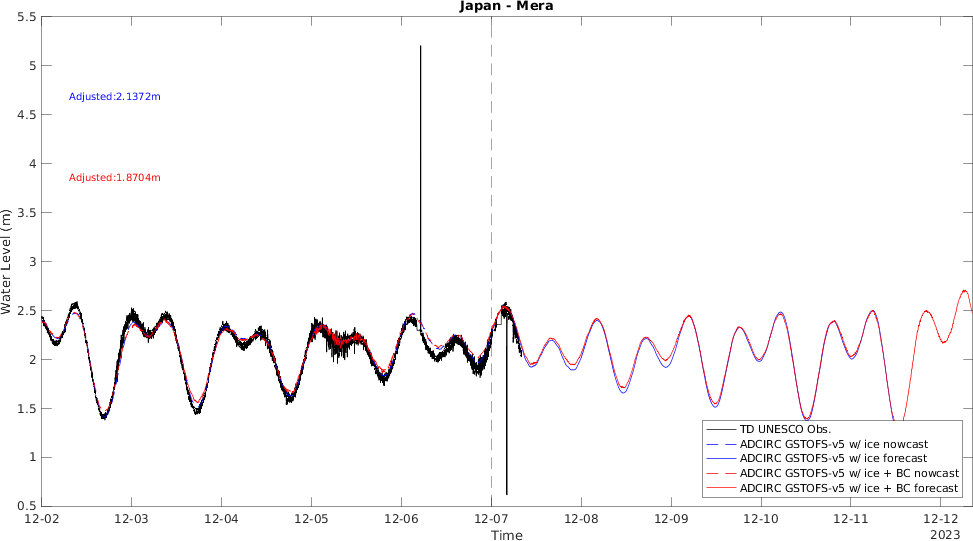 Japan - Mera
5.5
5
4.5
4
3.5
3
2.5
2
1.5
1
0.5
Water Level (m)
Adjusted:2.1372m
Adjusted:1.8704m
TD UNESCO Obs.
ADCIRC GSTOFS-v5 w/ ice nowcast
ADCIRC GSTOFS-v5 w/ ice forecast
ADCIRC GSTOFS-v5 w/ ice + BC nowcast
ADCIRC GSTOFS-v5 w/ ice + BC forecast
12-02 12-03 12-04 12-05 12-06 12-07 12-08 12-09 12-10 12-11 12-12
Time
2023